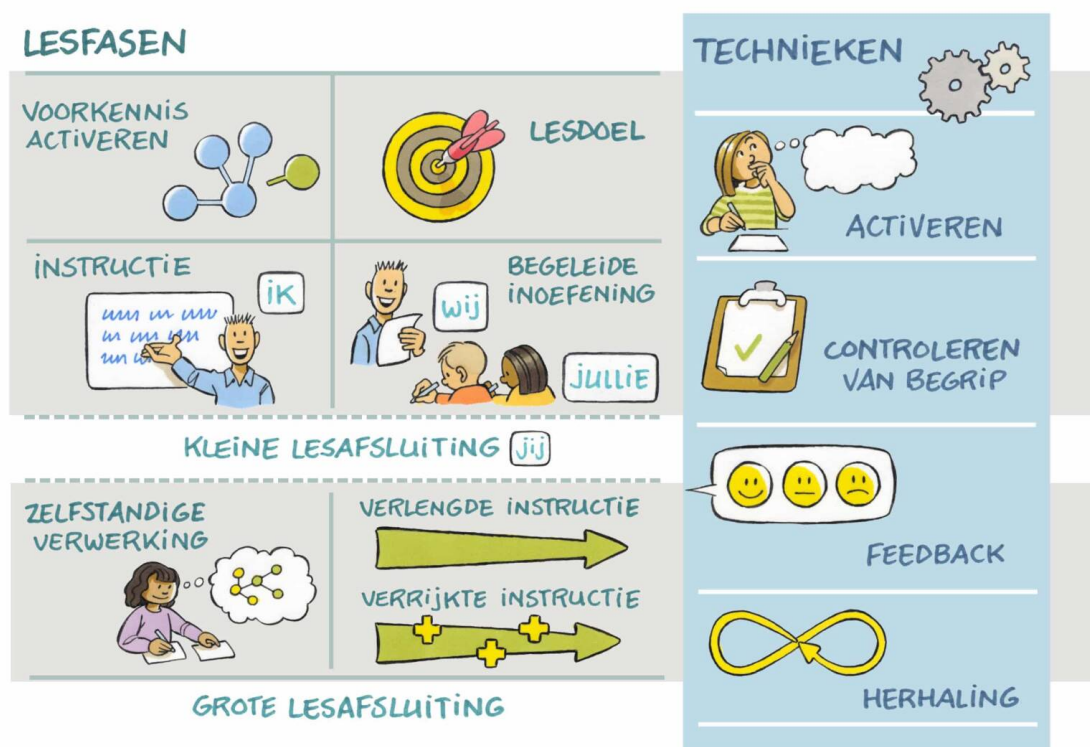 LESFASEN
VOORKENNIS
ACTIVEREN
LESDOEL
INSTRUCTIE
IK
BEGELEIDE
INOEFENING
wij
JULLIE
KLEINE LESAFSLUITING jij
ZELFSTANDIGE
VERWERKING
VERLENGDE INSTRUCTIE
VERRIJKTE INSTRUCTIE
GROTE LESAFSLUITING
TECHNIEKEN
ACTIVEREN
CONTROLEREN
VAN BEGRIP
FEEDBACK
HERHALING